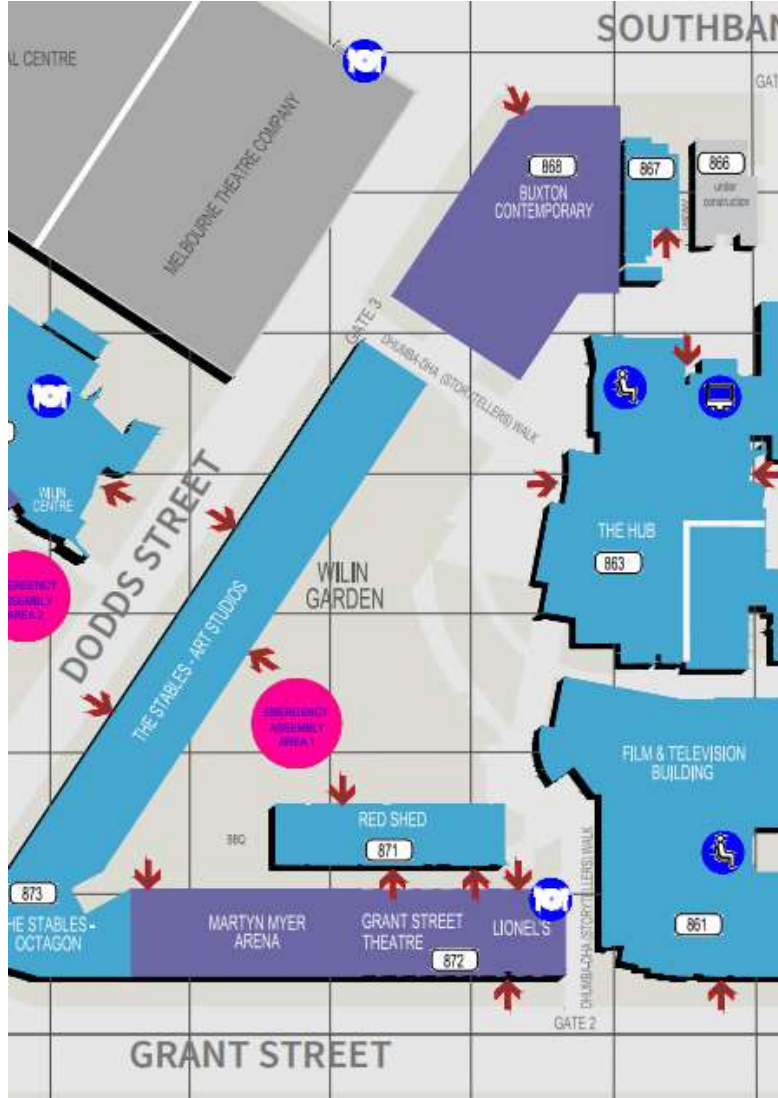 SOUTHBAN
AL CENTRE
GAT
MELBOURNE THEATRE COMPANY
868
BUXTON
CONTEMPORARY
867
866
under
construction
GATE 3
DHUMBA-DHA (STORYTELLERS) WALK
WILIN
CENTRE
DODDS STREET
THE HUB
863
WILIN
GARDEN
THE STABLES - ART STUDIOS
EMERGENCY
ASSEMBLY
AREA 1
ERGENCY
SSEMBLY
AREA 2
FILM & TELEVISION
BUILDING
RED SHED
871
BBQ
873
HE STABLES -
OCTAGON
MARTYN MYER
ARENA
GRANT STREET
THEATRE
872
LIONEL'S
DHUMBA-DHA (STORYTELLERS) WALK
861
GATE 2
GRANT STREET